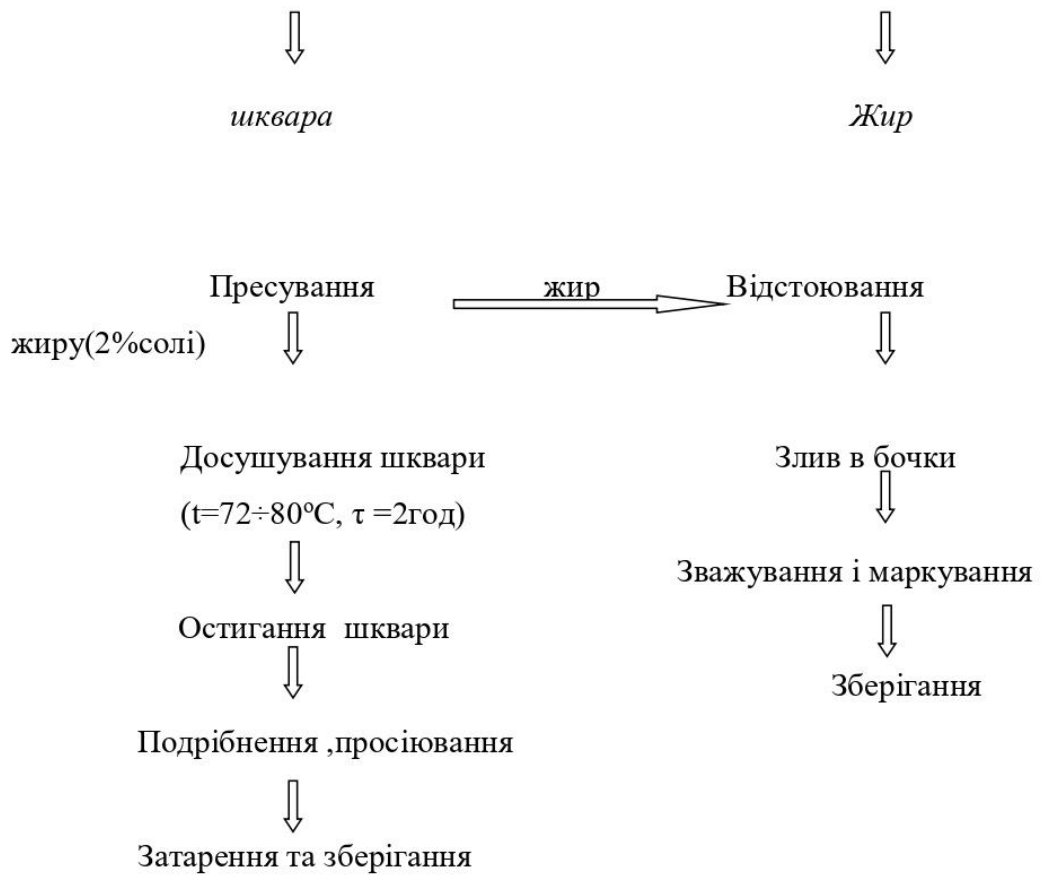 шквара Жир
Пресування жир Відстоювання
жиру(2%солі)
Досушування шквари Злив в бочки
(t=72÷80ºС, τ =2год)
Зважування і маркування
Остигання шквари
Зберігання
Подрібнення ,просіювання
Затарення та зберігання